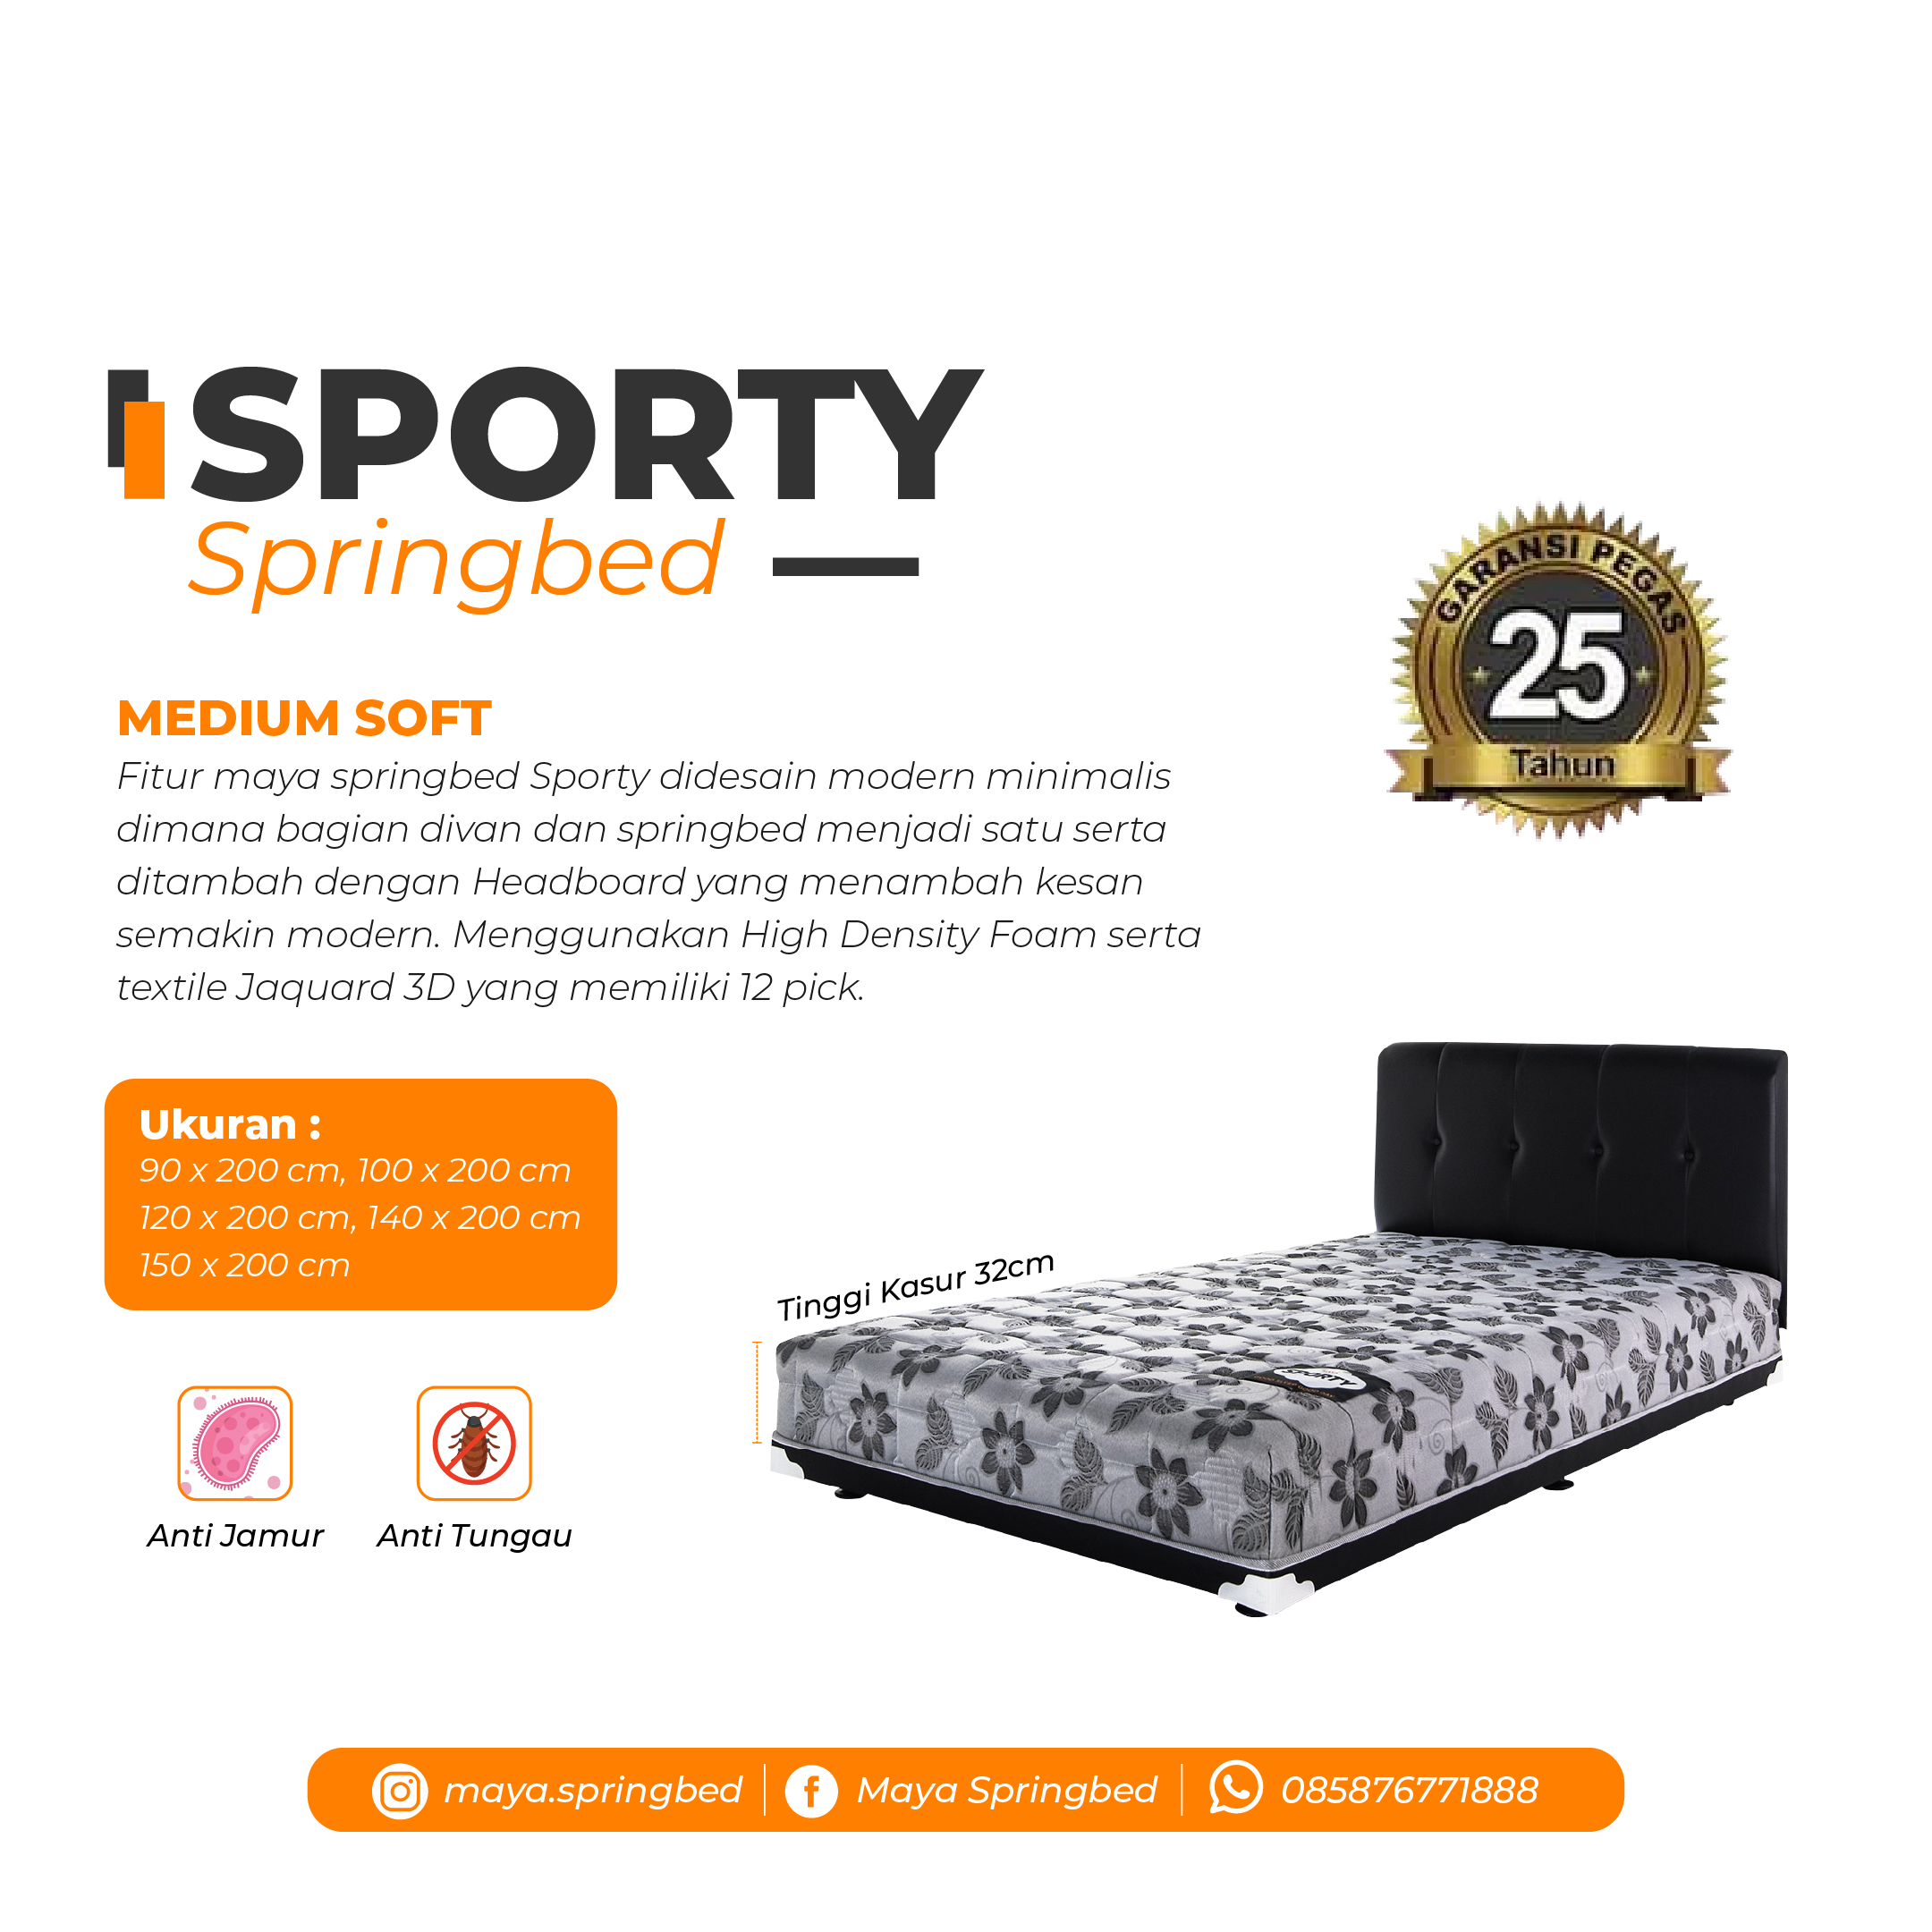 SPORTY
Springbed
GARANSI PEGAS
25
Tahun
MEDIUM SOFT
Fitur maya springbed Sporty didesain modern minimalis
dimana bagian divan dan springbed menjadi satu serta
ditambah dengan Headboard yang menambah kesan
semakin modern. Menggunakan High Density Foam serta
textile Jaquard 3D yang memiliki 12 pick.
Ukuran :
90 x 200 cm, 100 x 200 cm
120 x 200 cm, 140 x 200 cm
150 x 200 cm
Tinggi Kasur 32cm
SPORTY
Anti Jamur
Anti Tungau
maya.springbed
Maya Springbed
085876771888